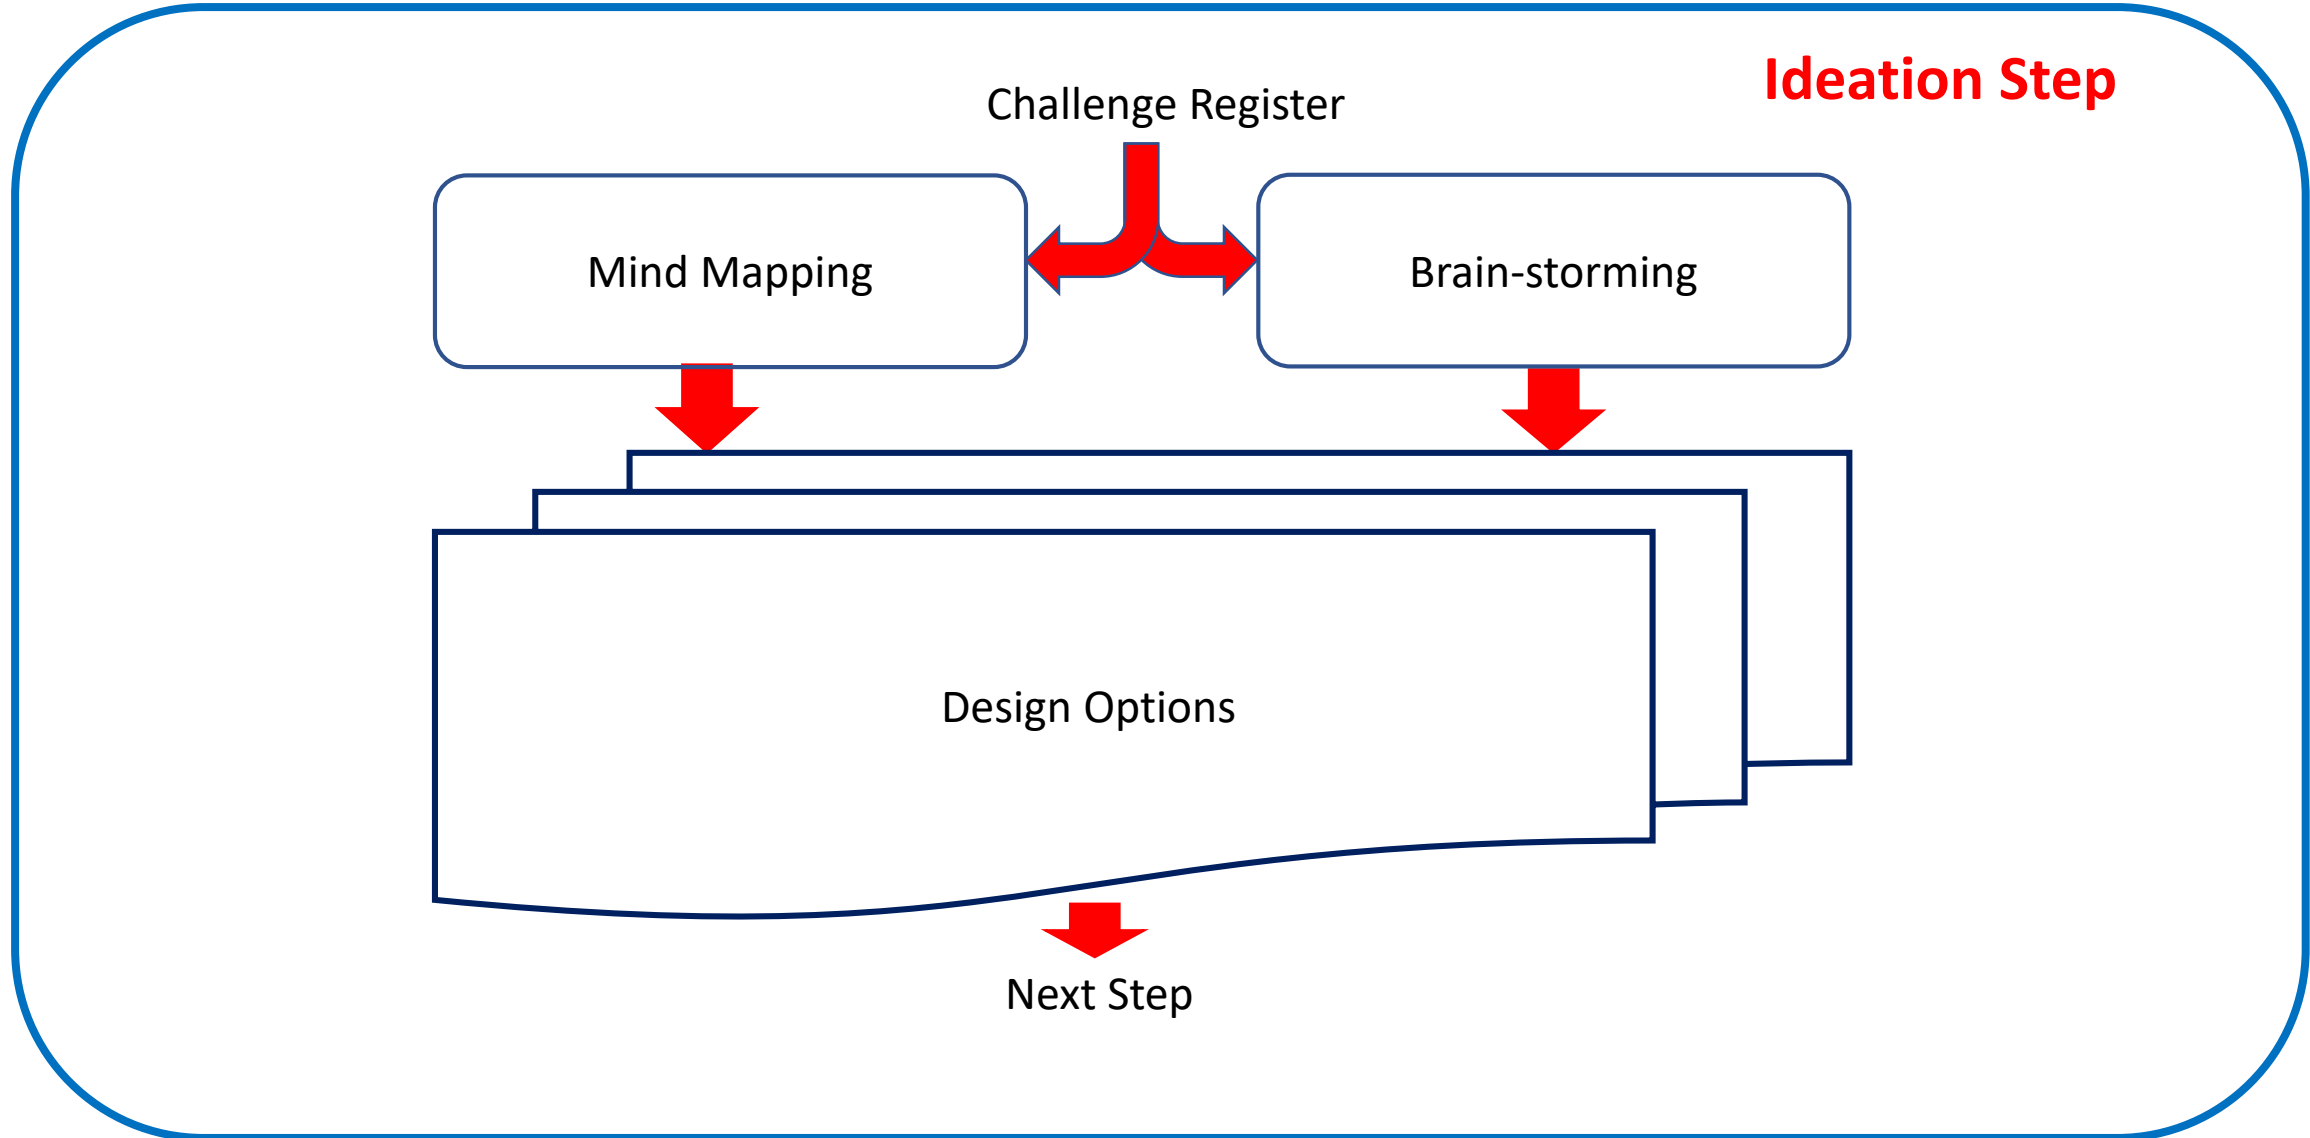 Ideation Step
Challenge Register
Mind Mapping
Brain-storming
Design Options
Next Step